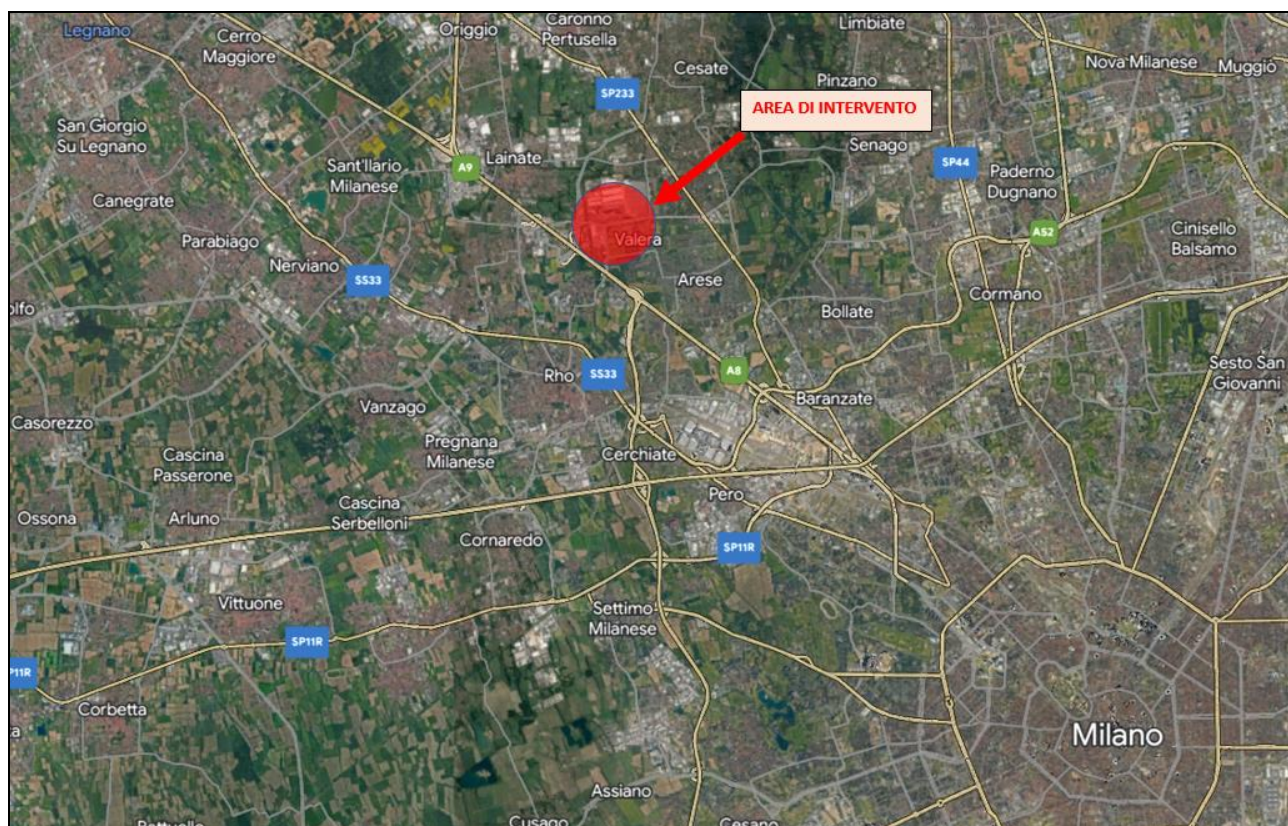 Legnano
Cerro
Maggiore
Origgio
Caronno
Pertusella
Limbiate
Cesate
Nova Milanese
Muggiò
Pinzano
SP233
AREA DI INTERVENTO
San Giorgio
Su Legnano
Sant'Ilario
Milanese
A9
Lainate
Senago
SP44
Paderno
Dugnano
Canegrate
Parabiago
Valera
A52
Cinisello
Balsamo
Nerviano
SS33
Arese
Cormano
Bollate
Rho
SS33
A8
Sesto San
Giovanni
Baranzate
Vanzago
Casorezzo
Pregnana
Milanese
Cascina
Passerone
Cerchiate
Pero
Cascina
Serbelloni
Ossona
Arluno
Cornaredo
SP11R
Vittuone
Settimo
Milanese
SP11R
P11R
Corbetta
Milano
Assiano
Cusago
Cesano